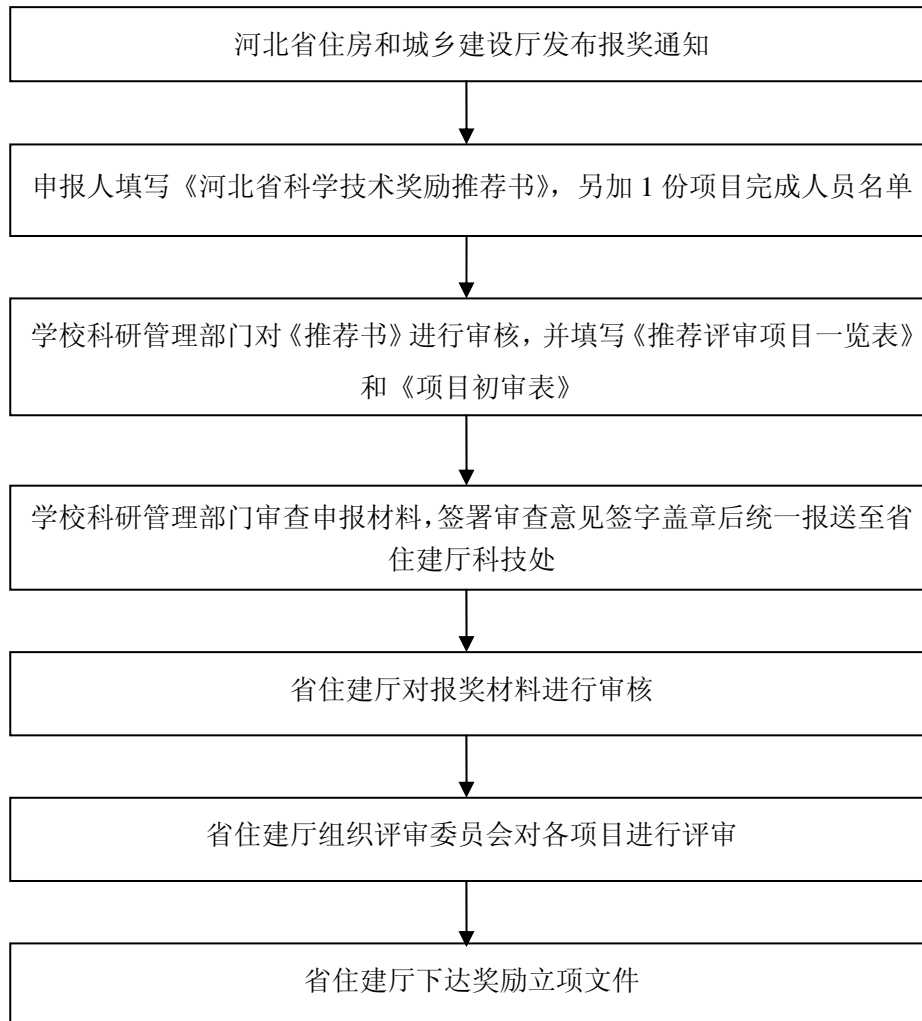 河北省住房和城乡建设厅发布报奖通知
申报人填写《河北省科学技术奖励推荐书》，另加 1 份项目完成人员名单
学校科研管理部门对《推荐书》进行审核，并填写《推荐评审项目一览表》
和《项目初审表》
学校科研管理部门审查申报材料，签署审查意见签字盖章后统一报送至省
住建厅科技处
省住建厅对报奖材料进行审核
省住建厅组织评审委员会对各项目进行评审
省住建厅下达奖励立项文件